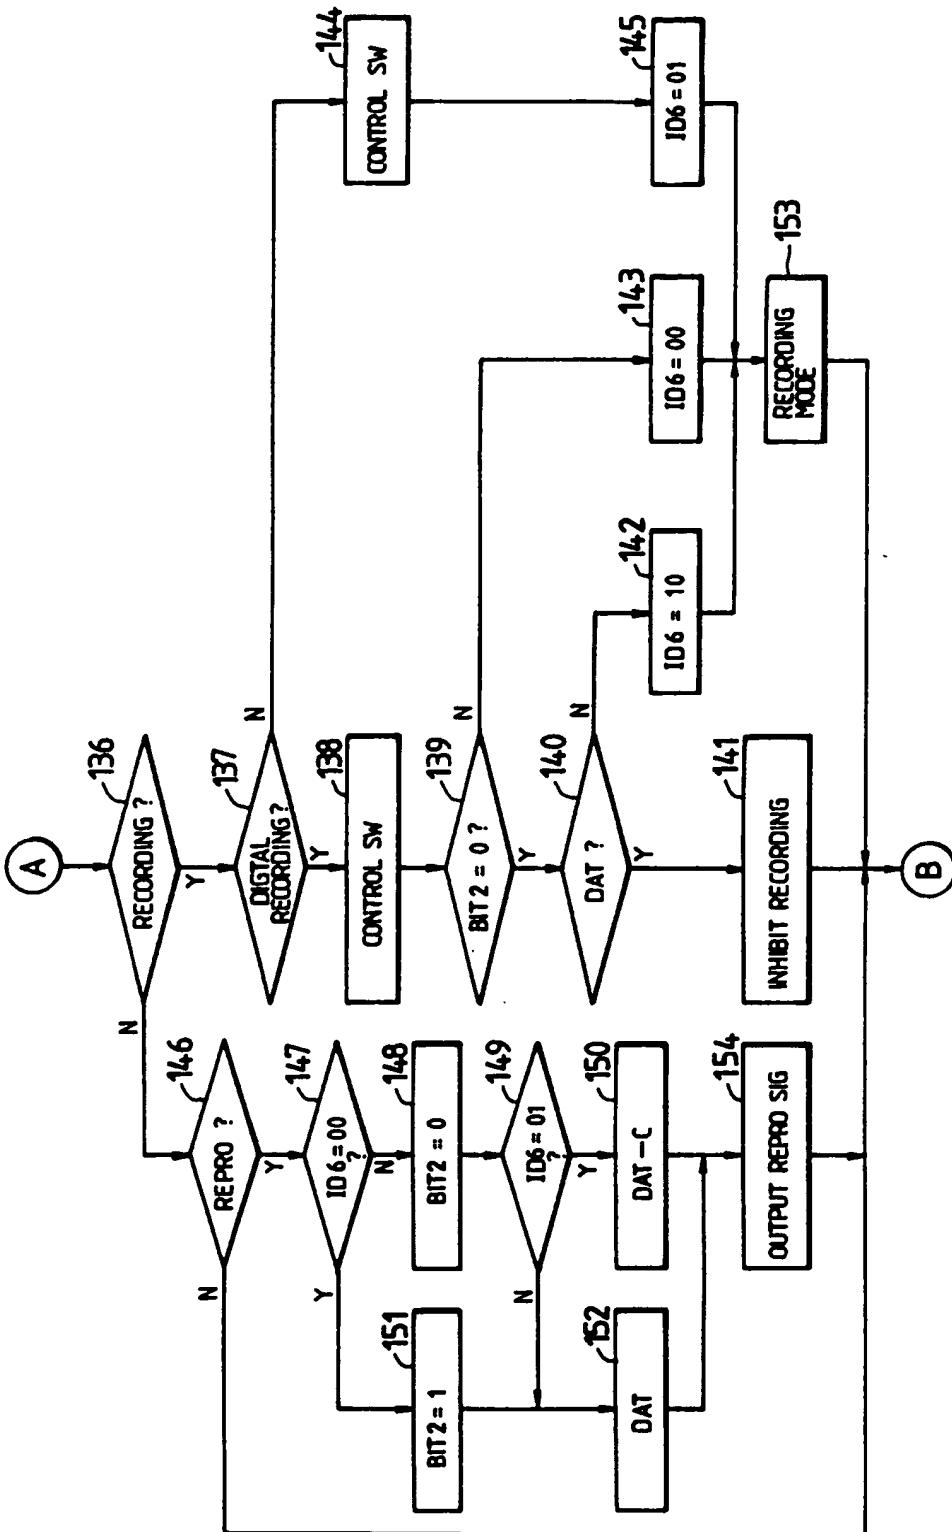 A
RECORDING ?
136
Y
N
DIGTAL
RECORDING ?
137
Y
N
CONTROL SW
138
CONTROL SW
144
BIT2 = 0 ?
139
Y
N
DAT ?
140
Y
N
INHIBIT RECORDING
141
ID6 = 10
142
ID6 = 00
143
ID6 = 01
145
RECORDING
MODE
153
REPRO ?
146
Y
N
ID6=00
?
147
Y
N
BIT2 = 0
148
ID6=01
?
149
Y
N
DAT-C
150
BIT2 = 1
151
DAT
152
OUTPUT REPRO SIG
154
B